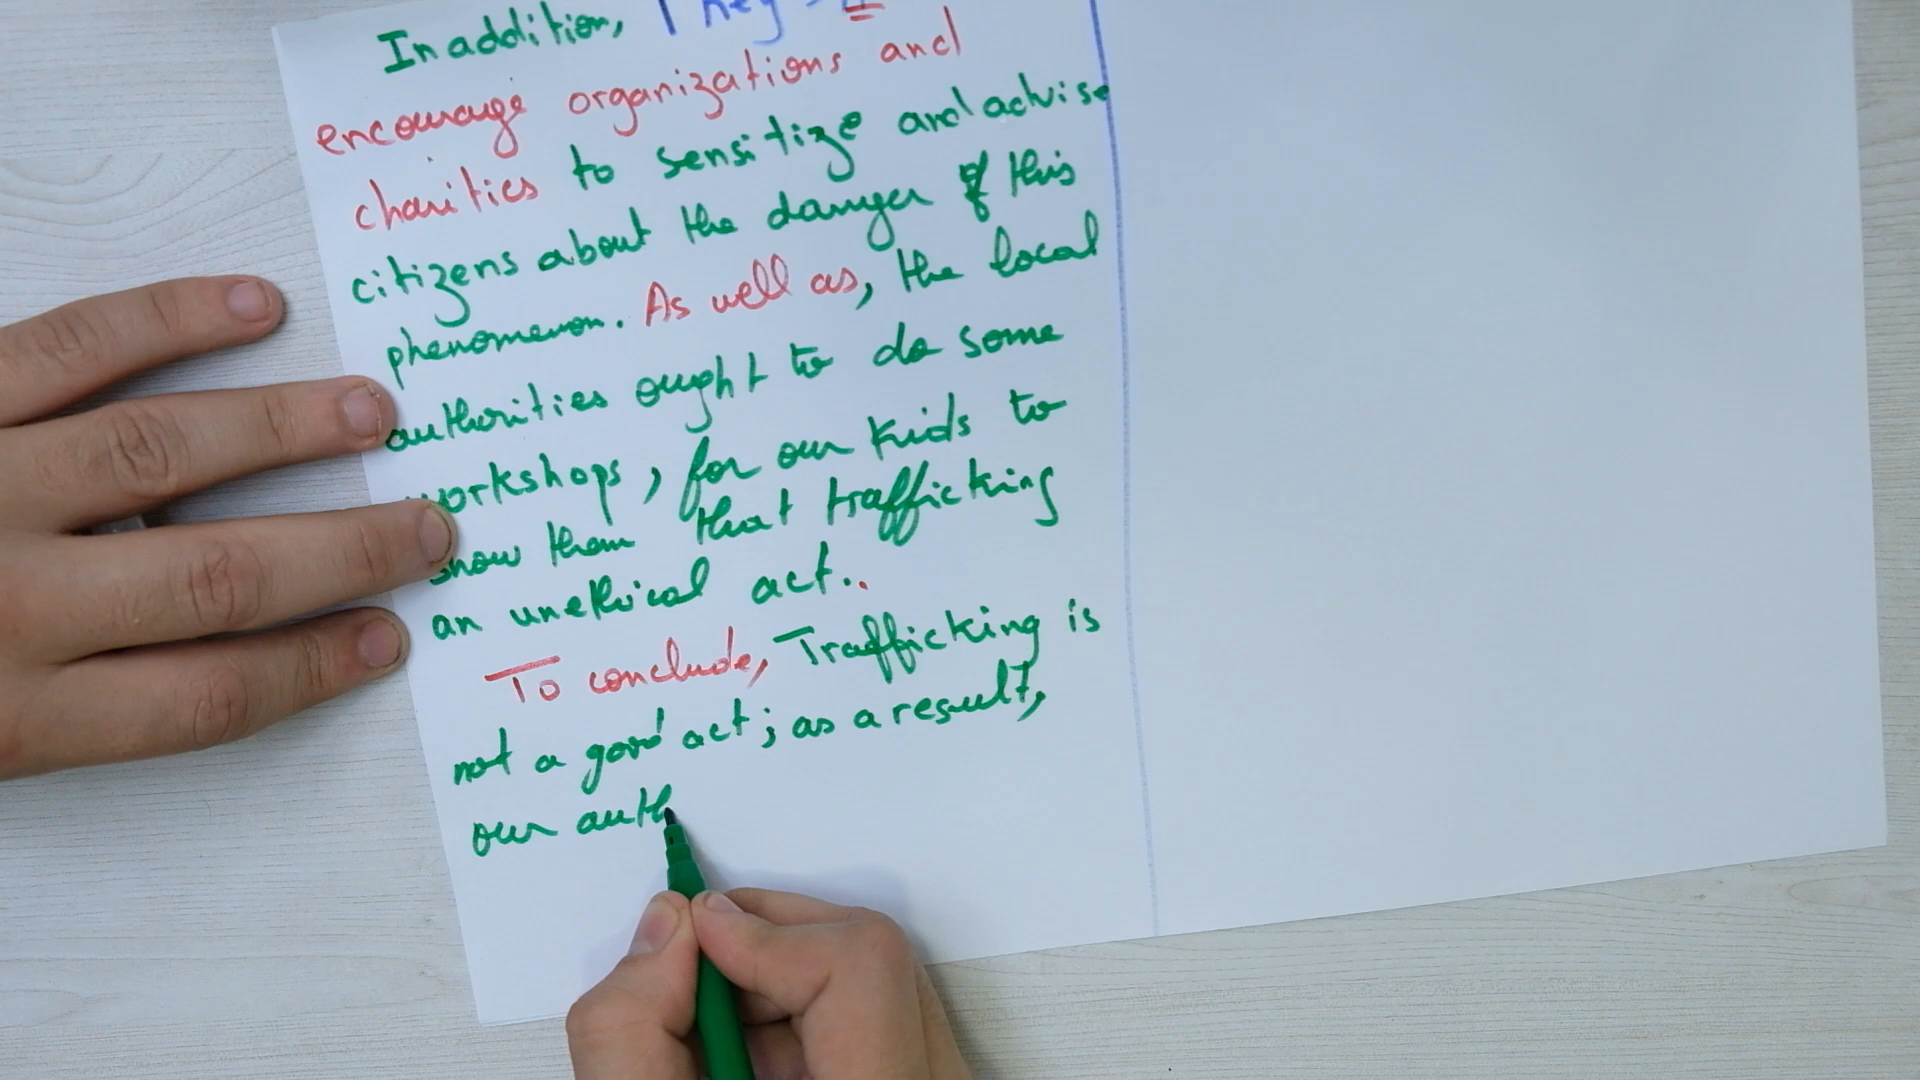 In addition, They
encourage organizations and
charities to sensitize and advise
citizens about the danger of this
phenomenon. As well as, the local
authorities ought to do some
workshops, for our kids to
show them that trafficking
an unethical act..
To conclude, Trafficking is
not a good act; as a result,
our auth